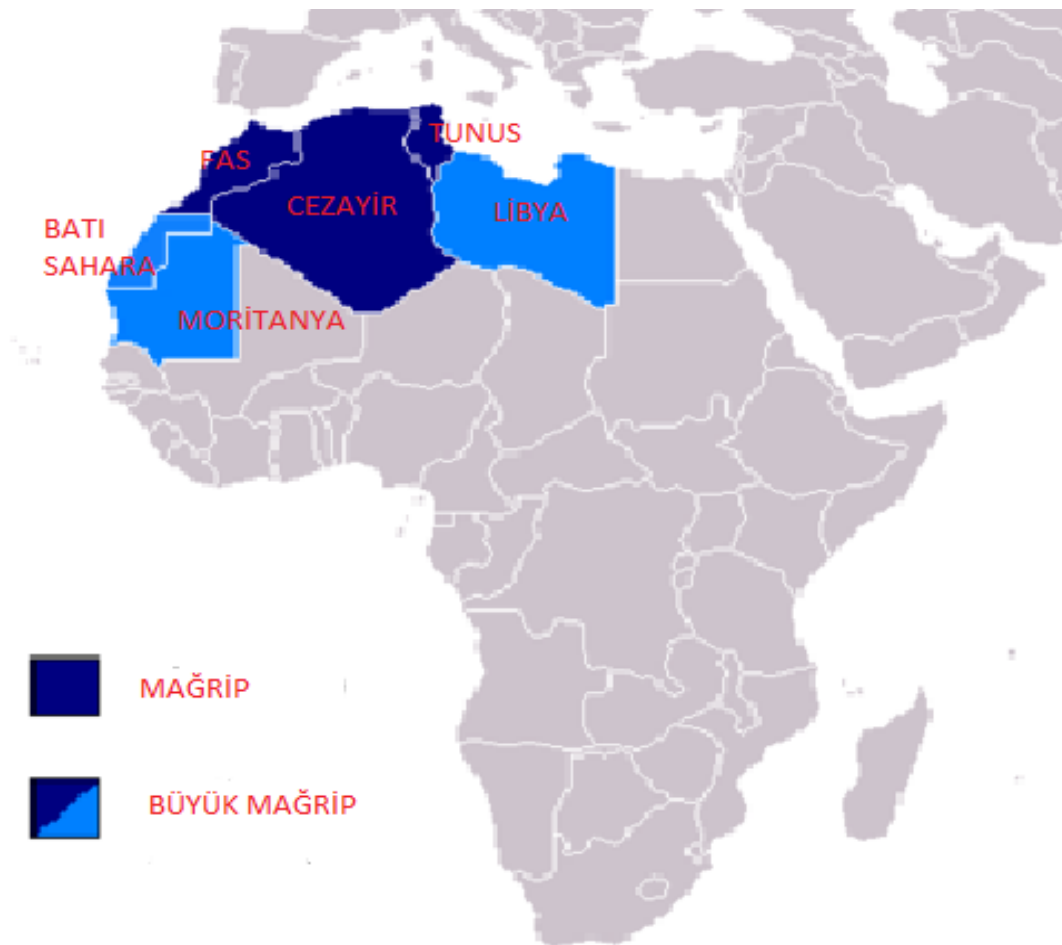 TUNUS
FAS
CEZAYİR
LİBYA
BATI
SAHARA
MORİTANYA
MAĞRİP
BÜYÜK MAĞRİP